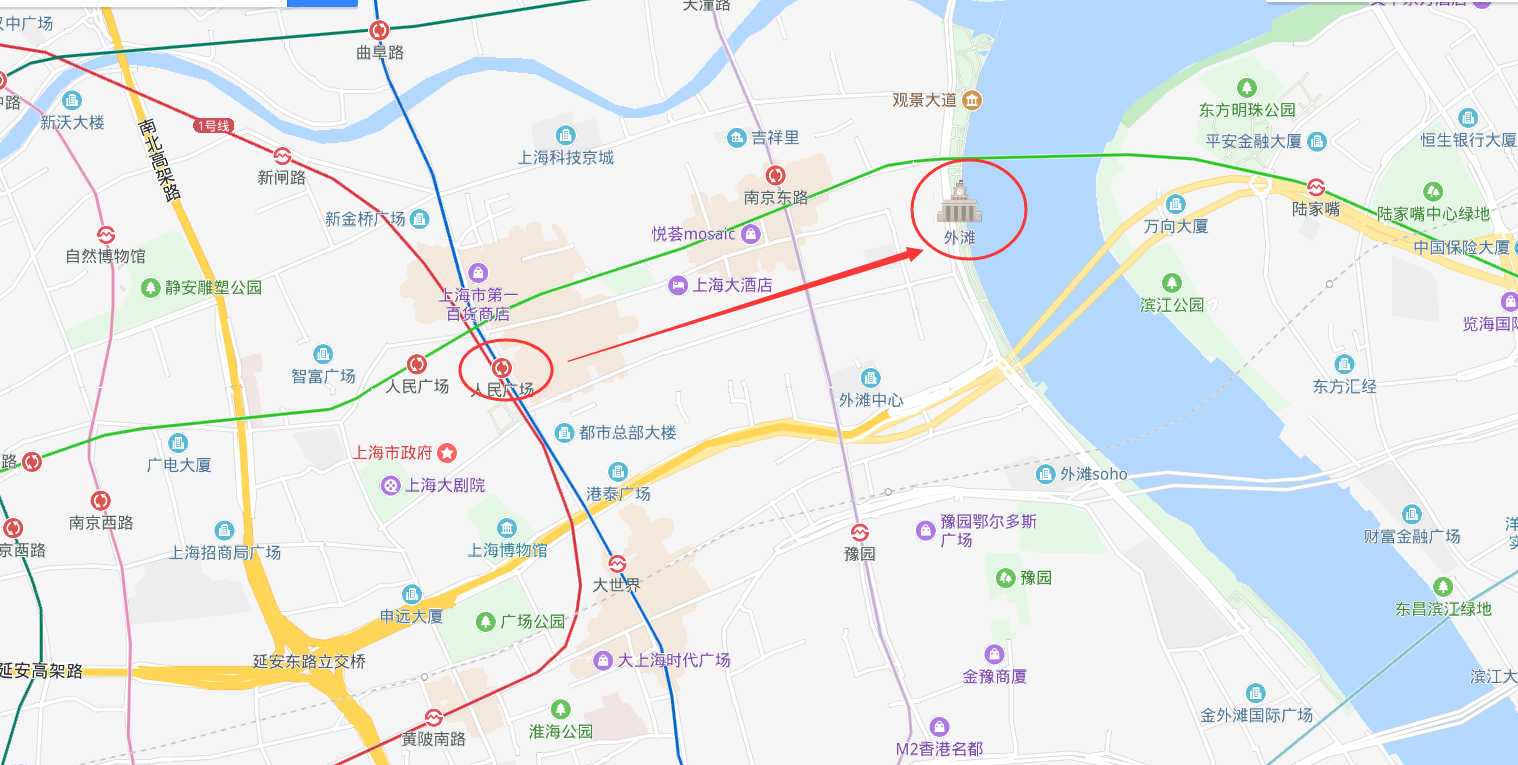 汉中广场
天潼路
曲阜路
中路
新沃大楼
1号线
南北高架路
新闸路
上海科技京城
吉祥里
观景大道
东方明珠公园
平安金融大厦
恒生银行大厦
南京东路
陆家嘴
陆家嘴中心绿地
新金桥广场
悦荟mosaic
外滩
万向大厦
中国保险大厦
自然博物馆
静安雕塑公园
上海市第一
百货商店
上海大酒店
滨江公园
览海国际
智富广场
人民广场
人民广场
外滩中心
东方汇经
路
广电大厦
上海市政府
都市总部大楼
上海大剧院
港泰广场
外滩soho
南京西路
京西路
上海招商局广场
上海博物馆
豫园
豫园鄂尔多斯
广场
财富金融广场
洋
大世界
豫园
申远大厦
广场公园
东昌滨江绿地
延安高架路
延安东路立交桥
大上海时代广场
金豫商厦
滨江大
金外滩国际广场
黄陂南路
淮海公园
M2香港名都